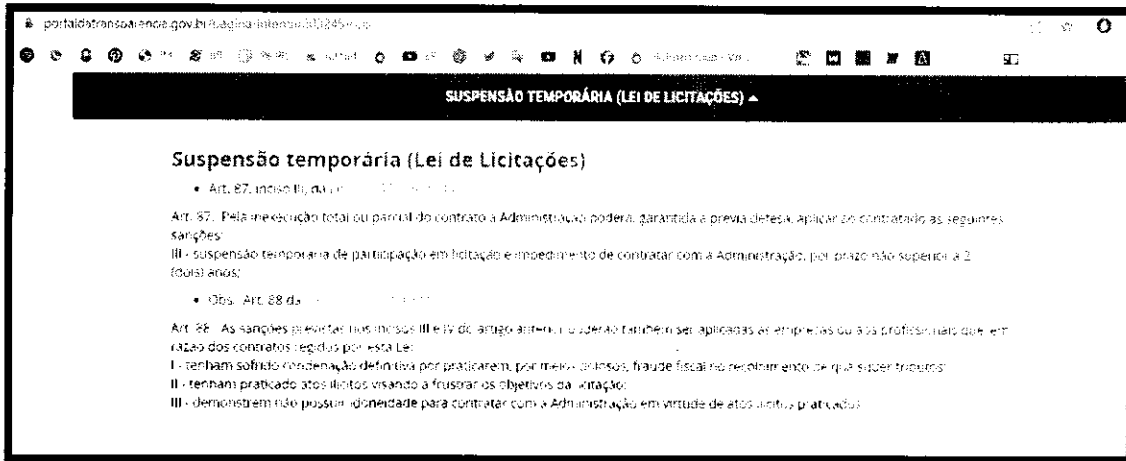 portaldatransparencia.gov.br
SUSPENSÃO TEMPORÁRIA (LEI DE LICITAÇÕES)
Suspensão temporária (Lei de Licitações)
• Art. 87, inciso III, da
Art. 87. Pela inexecução total ou parcial do contrato a Administração poderá, garantida a prévia defesa, aplicar ao contratado as seguintes
sanções:
III - suspensão temporária de participação em licitação e impedimento de contratar com a Administração, por prazo não superior a 2
(dois) anos;
• Obs. Art. 88 da
Art. 88. As sanções previstas nos incisos III e IV do artigo anterior poderão também ser aplicadas às empresas ou aos profissionais que, em
razão dos contratos regidos por esta Lei:
I - tenham sofrido condenação definitiva por praticarem, por meios dolosos, fraude fiscal no recolhimento de quaisquer tributos;
II - tenham praticado atos ilícitos visando a frustrar os objetivos da licitação;
III - demonstrem não possuir idoneidade para contratar com a Administração em virtude de atos ilícitos praticados.